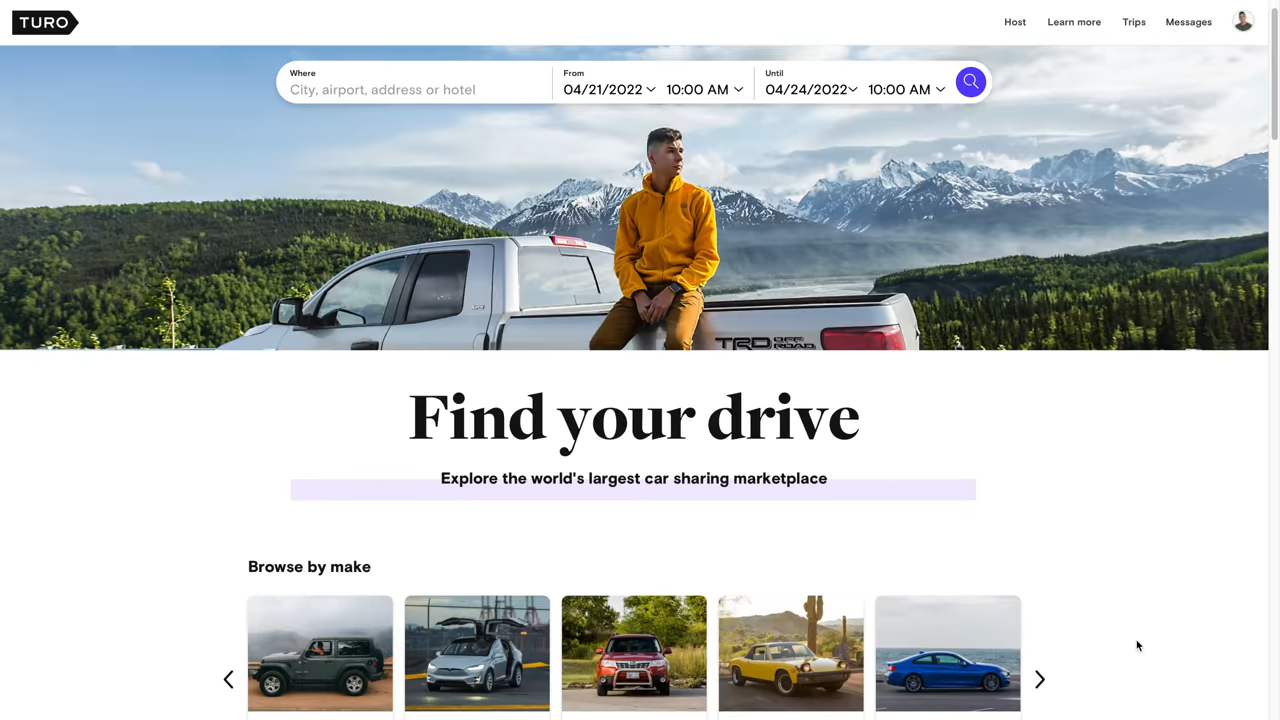 TURO
Host Learn more Trips Messages
Where
City, airport, address or hotel
From
04/21/2022 10:00 AM
Until
04/24/2022 10:00 AM
TRD OFF ROAD
Find your drive
Explore the world's largest car sharing marketplace
Browse by make